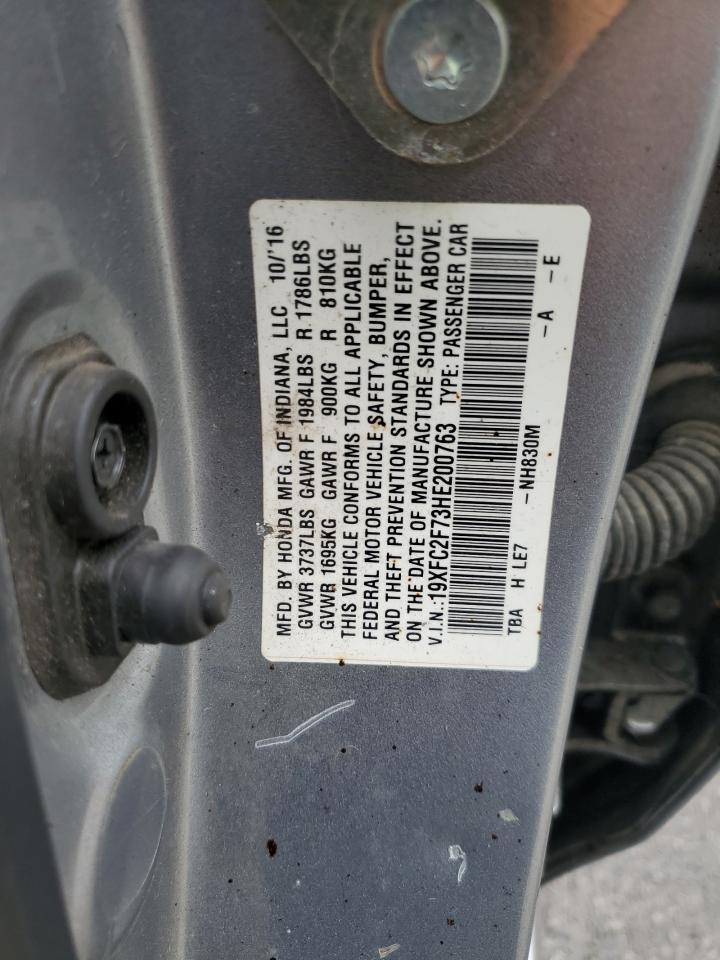 MFD. BY HONDA MFG. OF INDIANA, LLC 10/'16
GVWR 3737LBS GAWR F 1984LBS R 1786LBS
GVWR 1695KG GAWR F 900KG R 810KG
THIS VEHICLE CONFORMS TO ALL APPLICABLE
FEDERAL MOTOR VEHICLE SAFETY, BUMPER,
AND THEFT PREVENTION STANDARDS IN EFFECT
ON THE DATE OF MANUFACTURE SHOWN ABOVE.
V.I.N.:19XFC2F73HE200763 TYPE: PASSENGER CAR
TBA H LE7 -NH830M -A -E